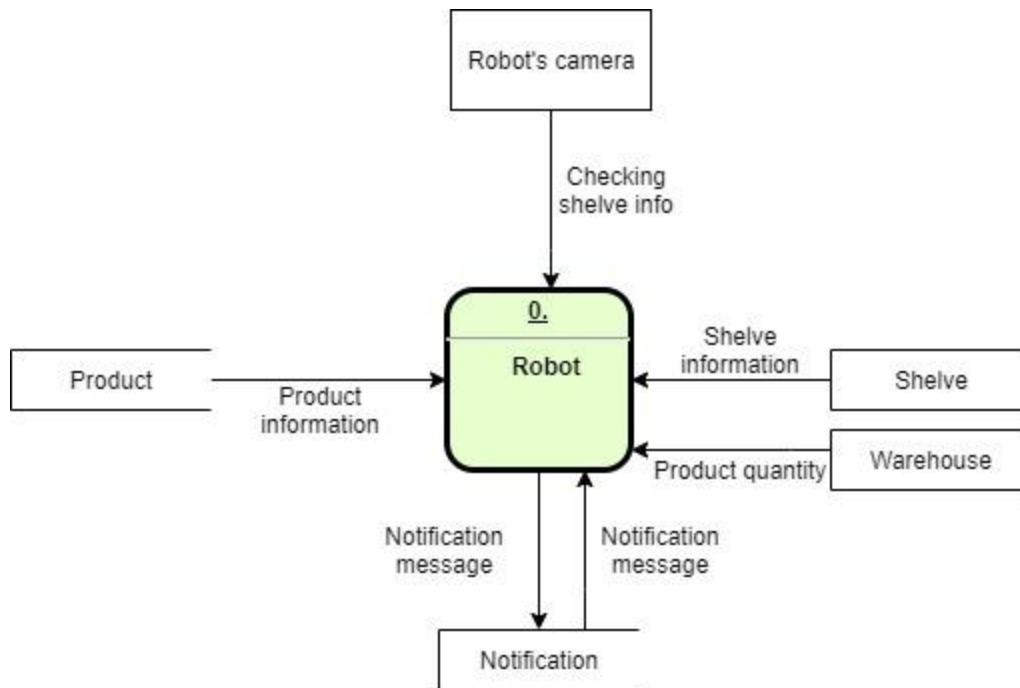 Robot's camera
Checking
shelve info
0.
Robot
Product
Product
information
Shelve
information
Shelve
Product quantity
Warehouse
Notification
message
Notification
message
Notification